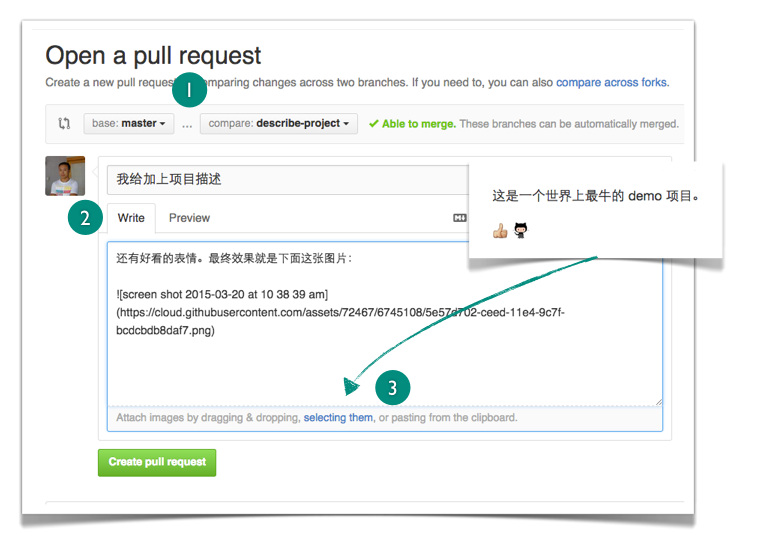 Open a pull request
Create a new pull request comparing changes across two branches. If you need to, you can also compare across forks.
1
base: master ... compare: describe-project Able to merge. These branches can be automatically merged.
我给加上项目描述
这是一个世界上最牛的 demo 项目。
2
Write Preview
还有好看的表情。最终效果就是下面这张图片：
![screen shot 2015-03-20 at 10 38 39 am]
(https://cloud.githubusercontent.com/assets/72467/6745108/5e57d702-ceed-11e4-9c7f-
bcdcbdb8daf7.png)
3
Attach images by dragging & dropping, selecting them, or pasting from the clipboard.
Create pull request